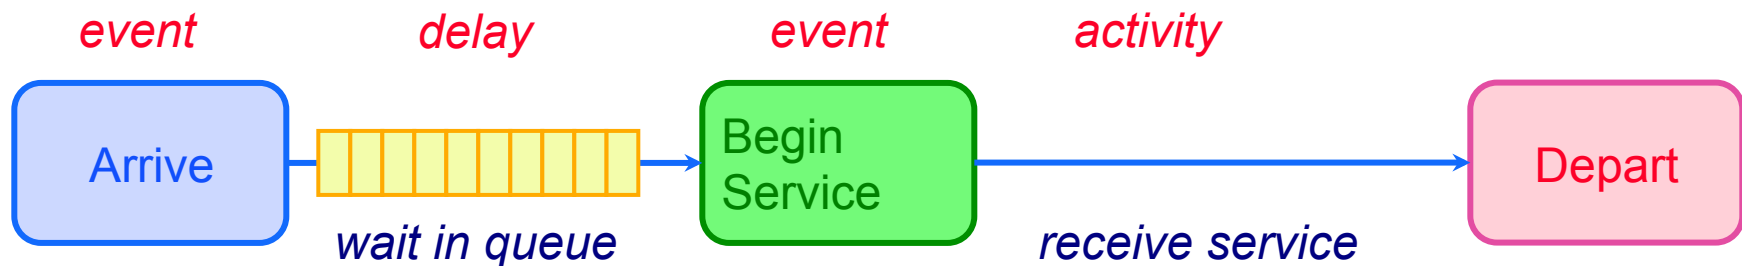 event
delay
event
activity
Arrive
Begin
Service
Depart
wait in queue
receive service